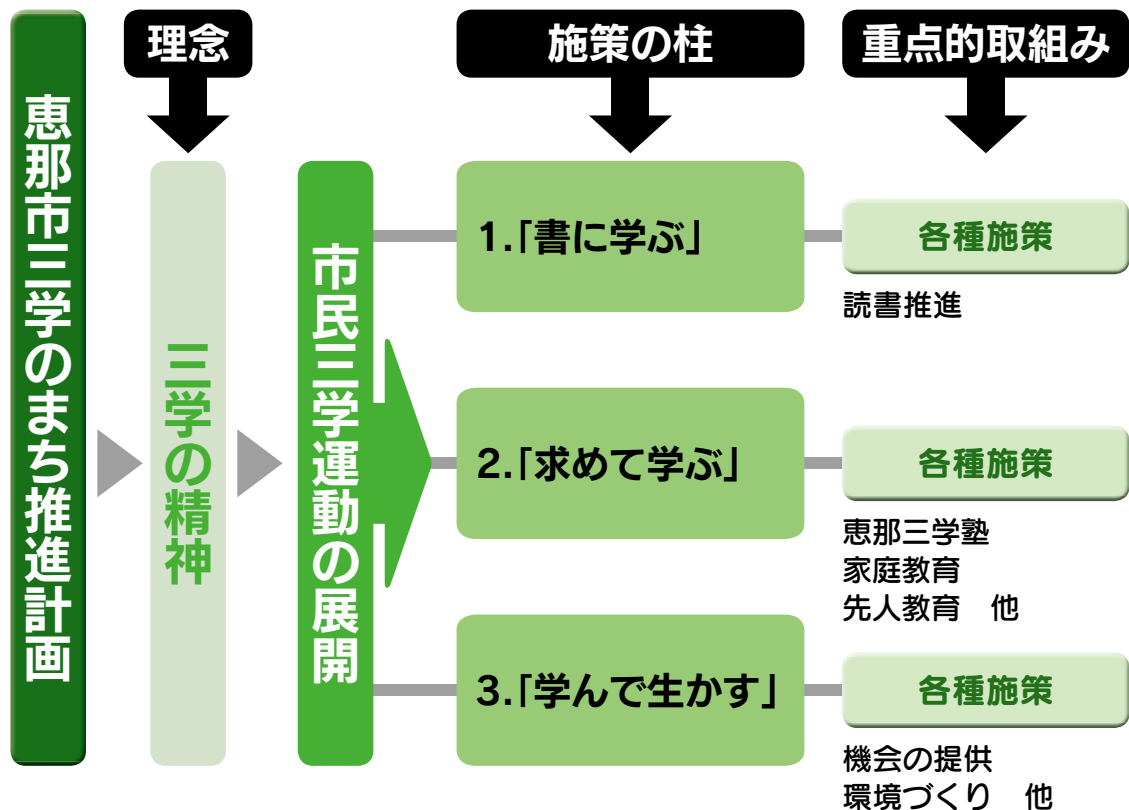 恵那市三学のまち推進計画
理念
三学の精神
市民三学運動の展開
施策の柱
重点的取組み
1.「書に学ぶ」
各種施策
読書推進
2.「求めて学ぶ」
各種施策
恵那三学塾
家庭教育
先人教育　他
3.「学んで生かす」
各種施策
機会の提供
環境づくり　他